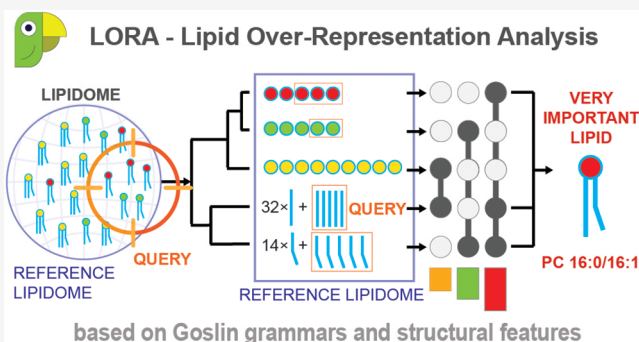 LORA - Lipid Over-Representation Analysis
LIPIDOME
REFERENCE
LIPIDOME
QUERY
32× +
QUERY
14× +
REFERENCE LIPIDOME
VERY
IMPORTANT
LIPID
PC 16:0/16:1
based on Goslin grammars and structural features